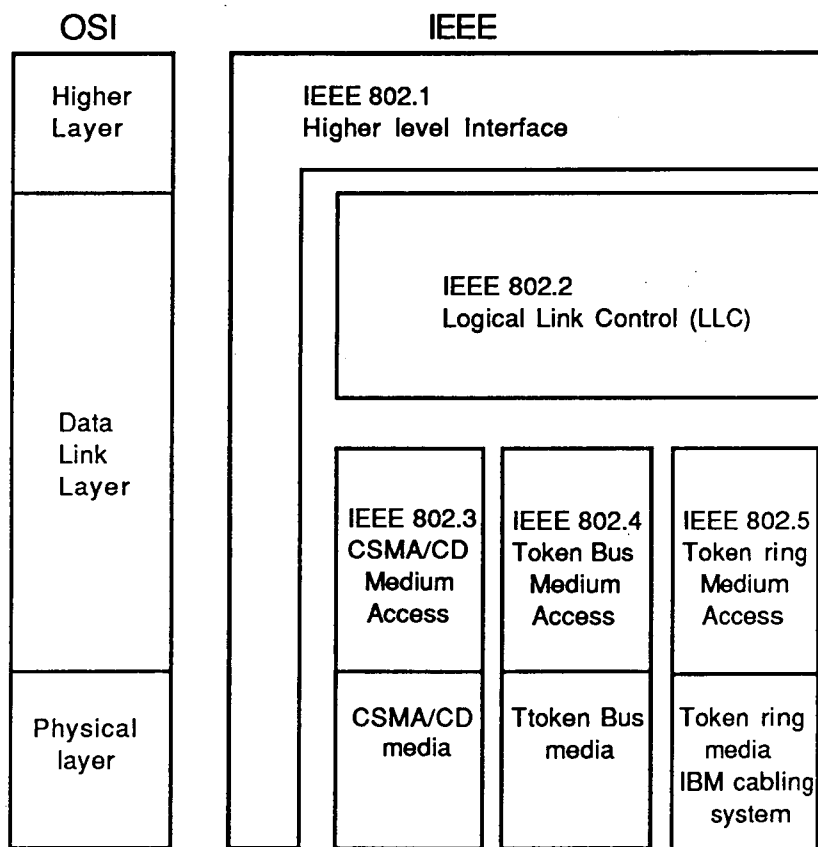 OSI
IEEE
Higher
Layer
IEEE 802.1
Higher level Interface
IEEE 802.2
Logical Link Control (LLC)
Data
Link
Layer
IEEE 802.3
CSMA/CD
Medium
Access
IEEE 802.4
Token Bus
Medium
Access
IEEE 802.5
Token ring
Medium
Access
Physical
layer
CSMA/CD
media
Ttoken Bus
media
Token ring
media
IBM cabling
system